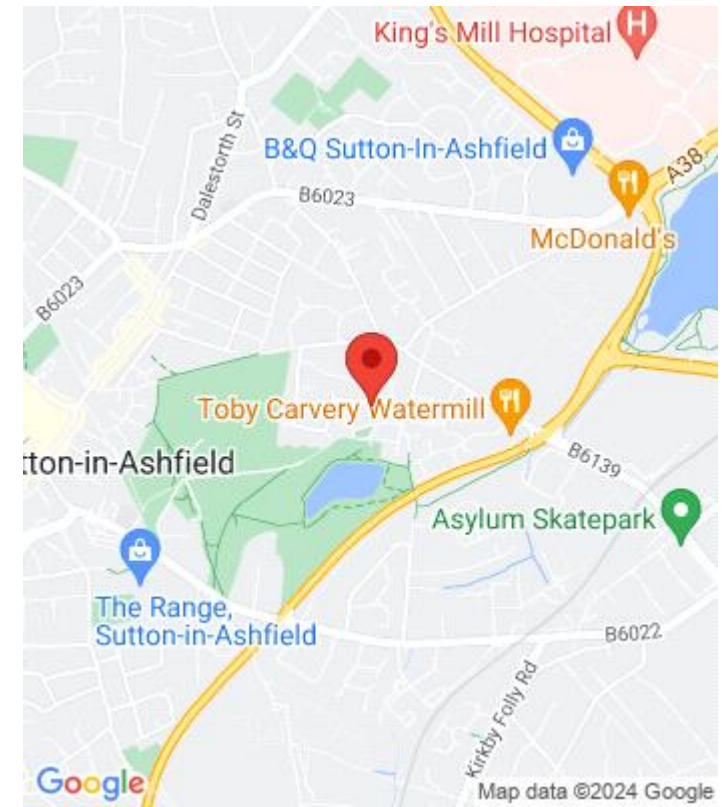 King's Mill Hospital
H
Dalestorth St
B&Q Sutton-In-Ashfield
A38
B6023
McDonald's
B6023
Toby Carvery Watermill
tton-in-Ashfield
B6139
Asylum Skatepark
The Range,
Sutton-in-Ashfield
B6022
Kirkby Folly Rd
Google
Map data ©2024 Google